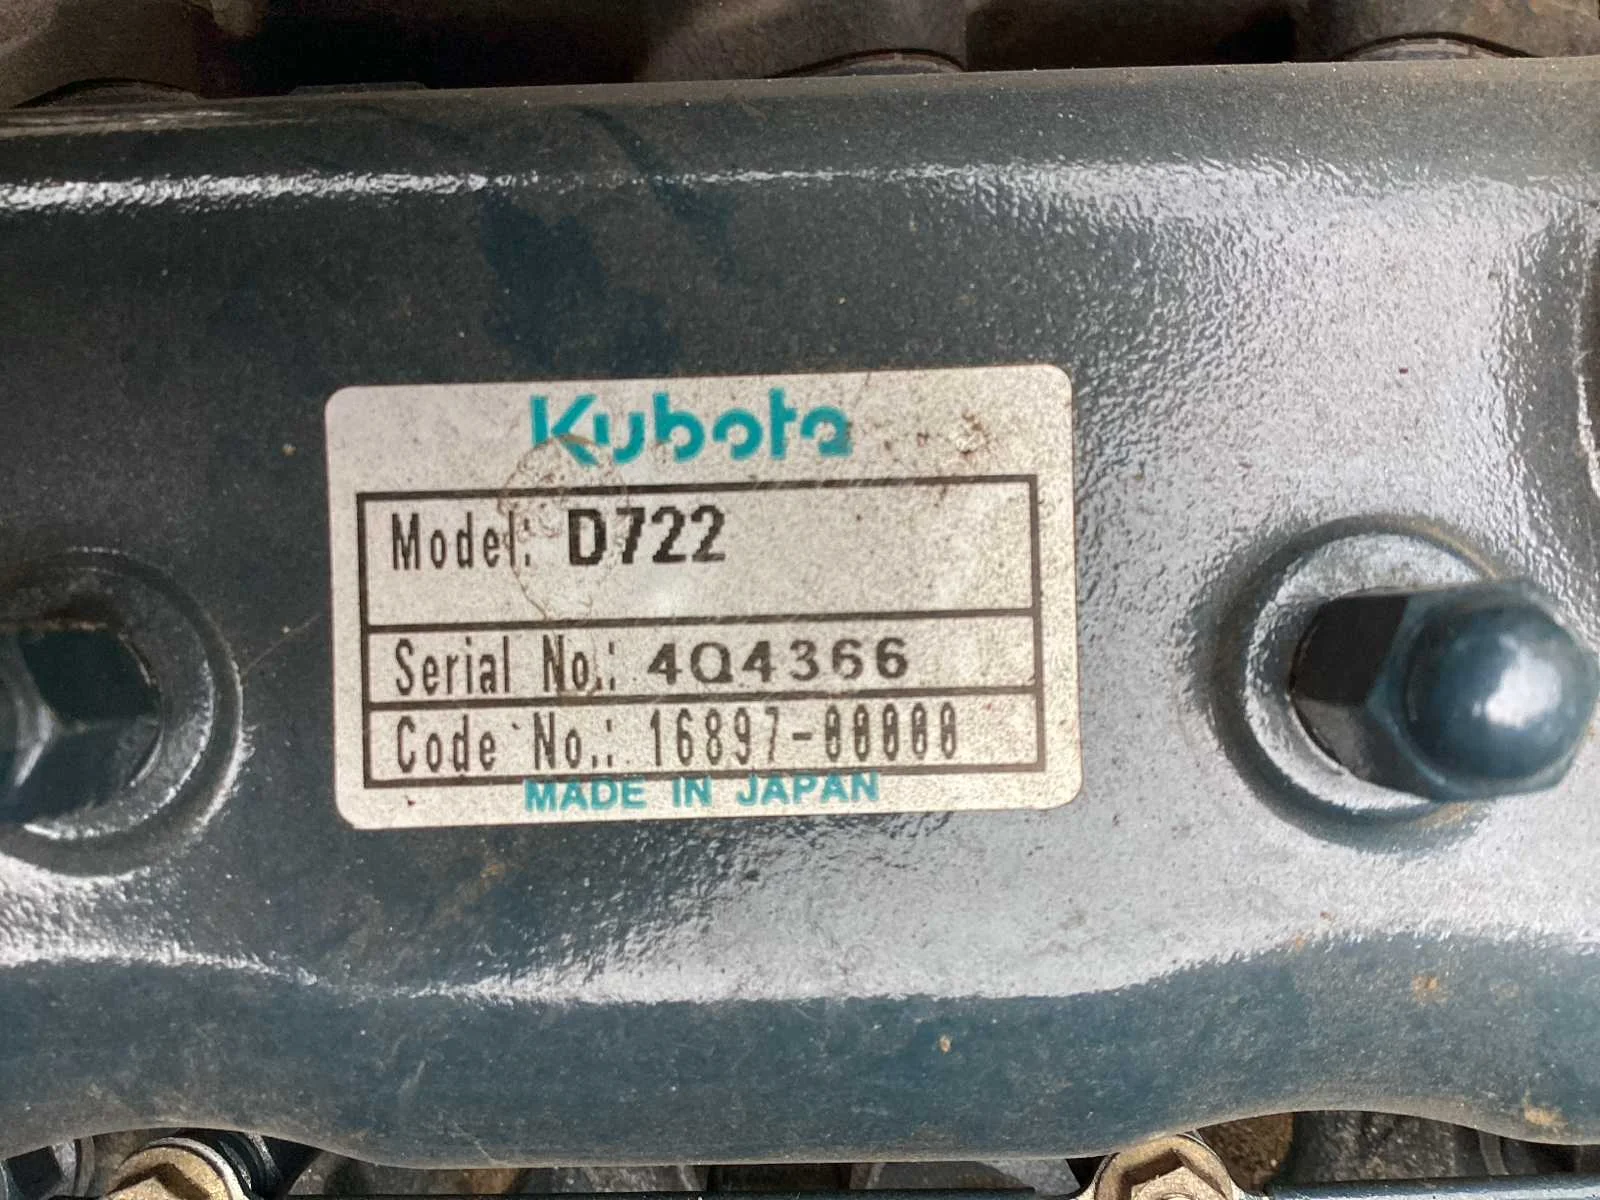 Kubota
Model: D722
Serial No.: 4Q4366
Code No.: 16897-00000
MADE IN JAPAN